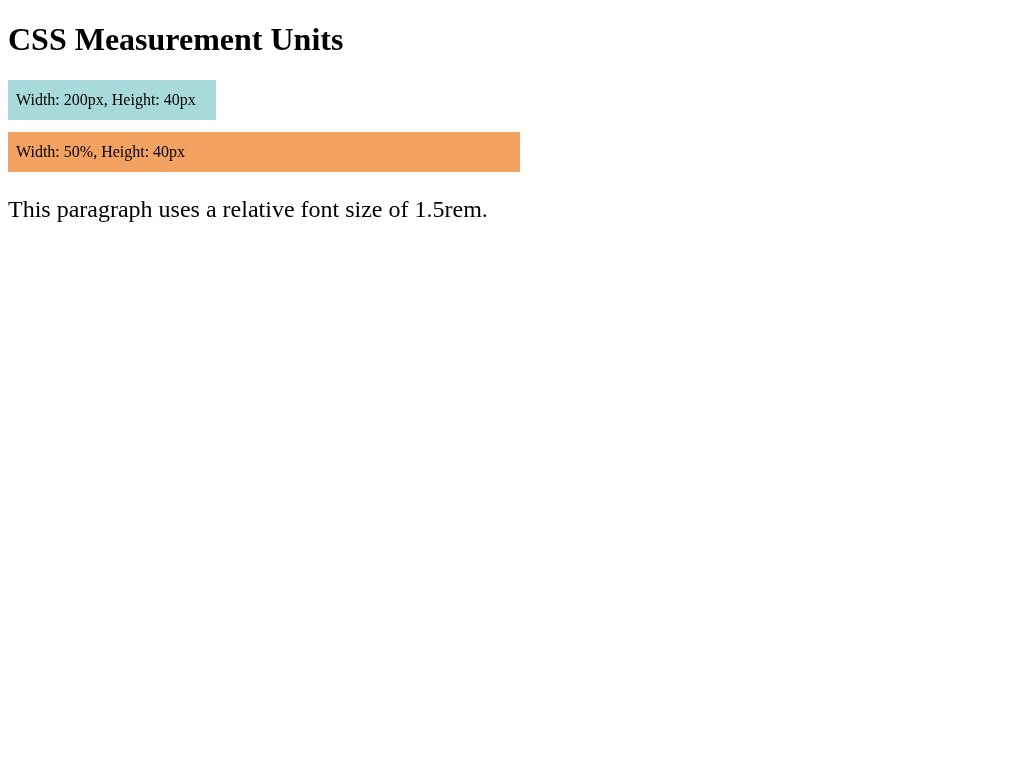 CSS Measurement Units
Width: 200px, Height: 40px
Width: 50%, Height: 40px
This paragraph uses a relative font size of 1.5rem.